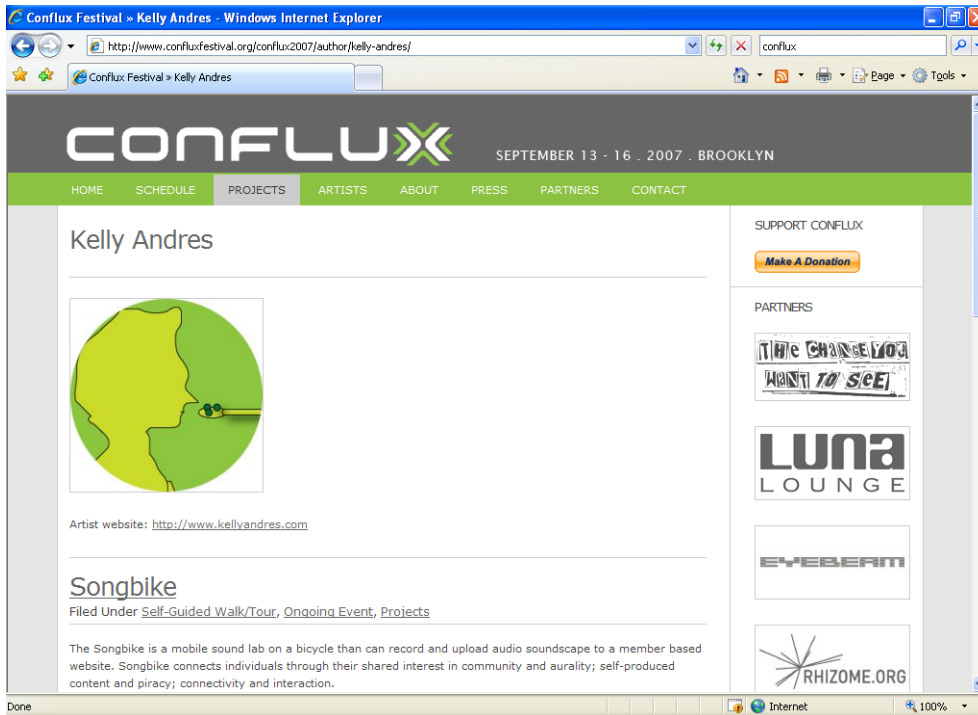 Conflux Festival » Kelly Andres - Windows Internet Explorer
http://www.confluxfestival.org/conflux2007/author/kelly-andres/
conflux
Conflux Festival » Kelly Andres
Page
Tools
CONFLUX
SEPTEMBER 13 - 16 . 2007 . BROOKLYN
HOME SCHEDULE PROJECTS ARTISTS ABOUT PRESS PARTNERS CONTACT
Kelly Andres
Artist website: http://www.kellyandres.com
Songbike
Filed Under Self-Guided Walk/Tour, Ongoing Event, Projects
The Songbike is a mobile sound lab on a bicycle than can record and upload audio soundscape to a member based
website. Songbike connects individuals through their shared interest in community and aurality; self-produced
content and piracy; connectivity and interaction.
SUPPORT CONFLUX
Make A Donation
PARTNERS
THe CHANGE YOU
WANT TO SeE
LUNa
LOUNGE
EYEBEAM
RHIZOME.ORG
Done
Internet
100%